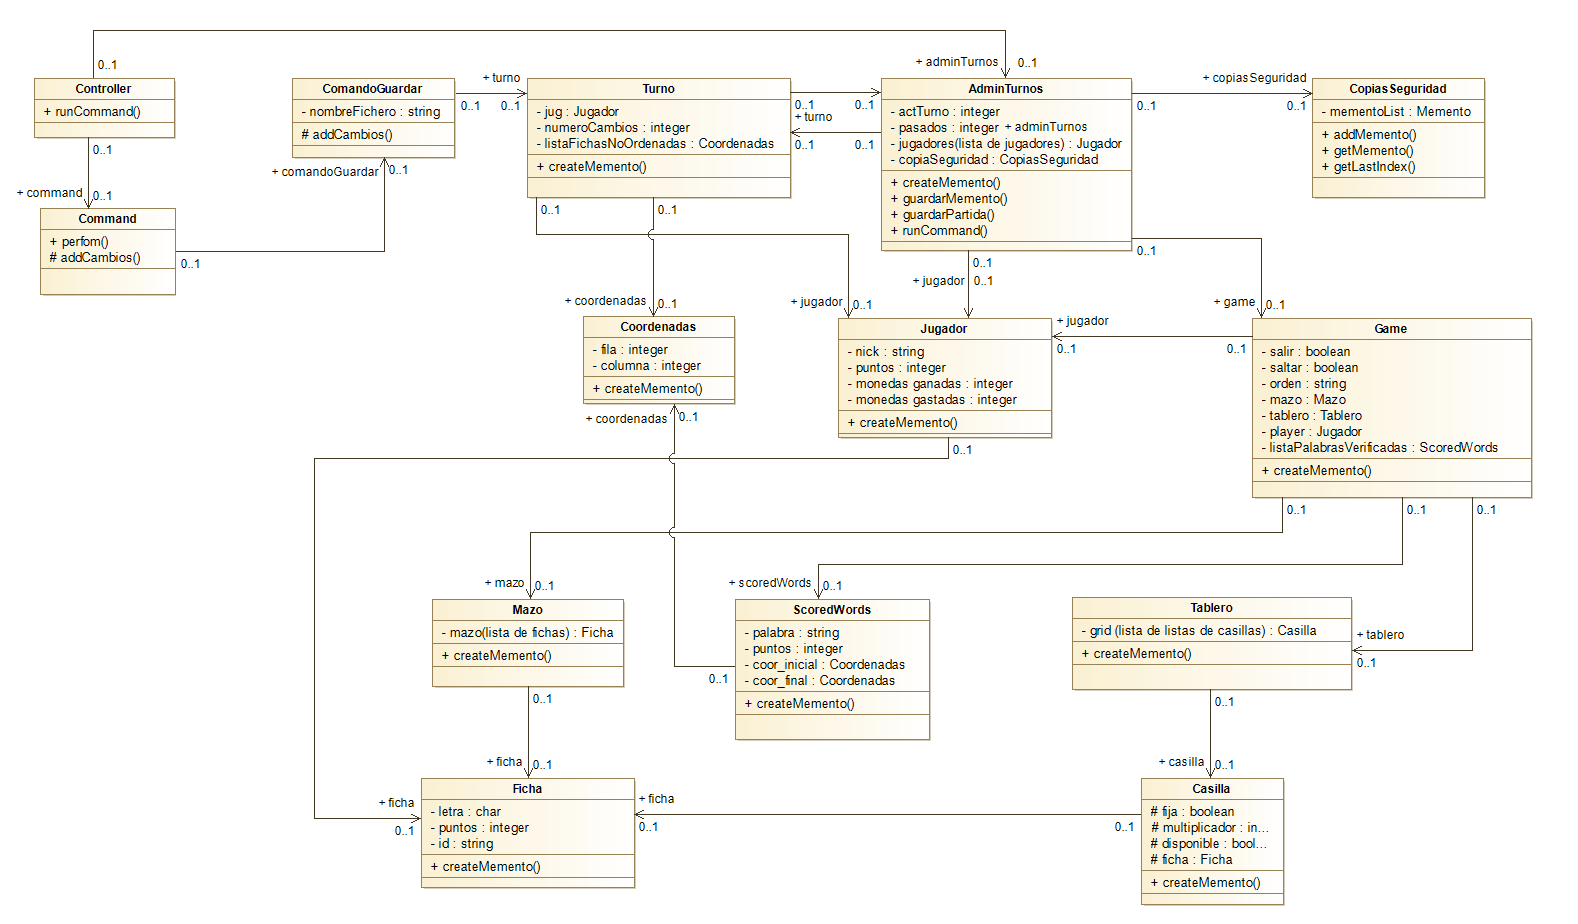 0..1
+ adminTurnos
0..1
Controller
+ runCommand()
0..1
+ command
0..1
Command
+ perfom()
# addCambios()
0..1
ComandoGuardar
- nombreFichero : string
# addCambios()
+ comandoGuardar
0..1
+ turno
0..1
0..1
Turno
- jug : Jugador
- numeroCambios : integer
- listaFichasNoOrdenadas : Coordenadas
+ createMemento()
0..1
0..1
0..1
0..1
+ turno
0..1
0..1
AdminTurnos
- actTurno : integer
- pasados : integer
+ adminTurnos
- jugadores(lista de jugadores) : Jugador
- copiaSeguridad : CopiasSeguridad
+ createMemento()
+ guardarMemento()
+ guardarPartida()
+ runCommand()
+ copiasSeguridad
0..1
0..1
CopiasSeguridad
- mementoList : Memento
+ addMemento()
+ getMemento()
+ getLastIndex()
0..1
0..1
+ jugador
0..1
+ game
0..1
+ coordenadas
0..1
+ jugador
0..1
Coordenadas
- fila : integer
- columna : integer
+ createMemento()
+ coordenadas
0..1
Jugador
- nick : string
- puntos : integer
- monedas ganadas : integer
- monedas gastadas : integer
+ createMemento()
0..1
+ jugador
0..1
0..1
Game
- salir : boolean
- saltar : boolean
- orden : string
- mazo : Mazo
- tablero : Tablero
- player : Jugador
- listaPalabrasVerificadas : ScoredWords
+ createMemento()
0..1
0..1
0..1
+ mazo
0..1
Mazo
- mazo(lista de fichas) : Ficha
+ createMemento()
0..1
+ scoredWords
0..1
ScoredWords
- palabra : string
- puntos : integer
- coor_inicial : Coordenadas
- coor_final : Coordenadas
+ createMemento()
0..1
Tablero
- grid (lista de listas de casillas) : Casilla
+ createMemento()
+ tablero
0..1
0..1
+ ficha
0..1
+ casilla
0..1
+ ficha
0..1
Ficha
- letra : char
- puntos : integer
- id : string
+ createMemento()
+ ficha
0..1
0..1
Casilla
# fija : boolean
# multiplicador : in...
# disponible : bool...
# ficha : Ficha
+ createMemento()